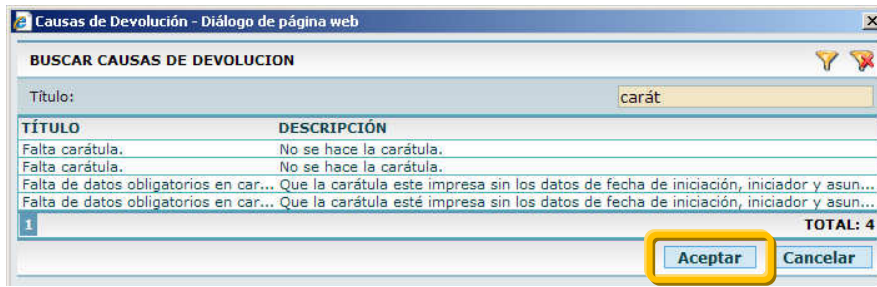 Causas de Devolución - Diálogo de página web
BUSCAR CAUSAS DE DEVOLUCION
Título: carát
TÍTULO DESCRIPCIÓN
Falta carátula. No se hace la carátula.
Falta carátula. No se hace la carátula.
Falta de datos obligatorios en car... Que la carátula este impresa sin los datos de fecha de iniciación, iniciador y asun...
Falta de datos obligatorios en car... Que la carátula esté impresa sin los datos de fecha de iniciación, iniciador y asun...
1 TOTAL: 4
Aceptar Cancelar